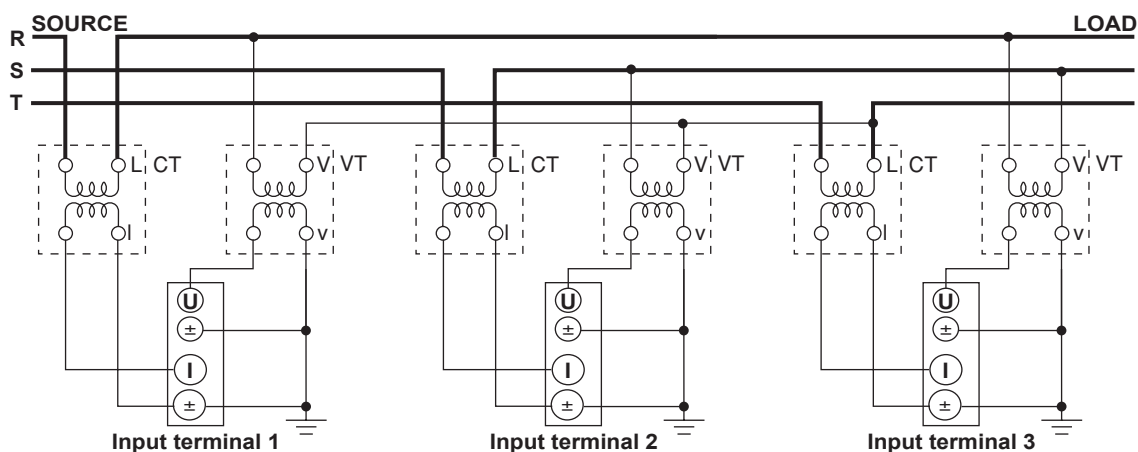 SOURCE LOAD
R
S
T
L CT V VT L CT V VT L CT V VT
l v l v l v
U U U
± ± ±
I I I
± ± ±
Input terminal 1 Input terminal 2 Input terminal 3